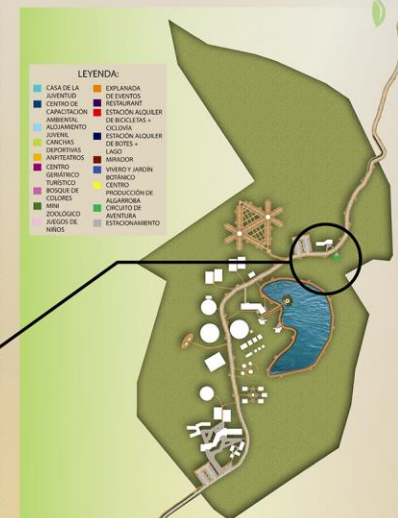 LEYENDA:
CASA DE LA
JUVENTUD
CENTRO DE
CAPACITACIÓN
AMBIENTAL
ALOJAMIENTO
JUVENIL
CANCHAS
DEPORTIVAS
ANFITEATROS
CENTRO
GERIÁTRICO
TURÍSTICO
BOSQUE DE
COLORES
MINI
ZOOLÓGICO
JUEGOS DE
NIÑOS
EXPLANADA
DE EVENTOS
RESTAURANT
ESTACIÓN ALQUILER
DE BICICLETAS +
CICLOVÍA
ESTACIÓN ALQUILER
DE BOTES +
LAGO
MIRADOR
VIVERO Y JARDÍN
BOTÁNICO
CENTRO
PRODUCCIÓN DE
ALGARROBA
CIRCUITO DE
AVENTURA
ESTACIONAMIENTO